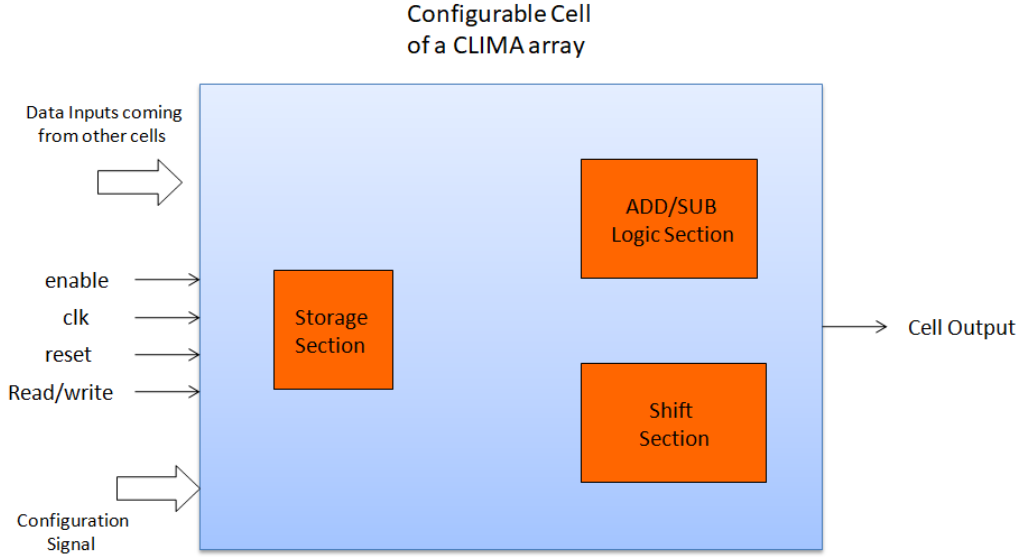 Configurable Cell
of a CLIMA array
Data Inputs coming
from other cells
ADD/SUB
Logic Section
enable
clk
reset
Read/write
Storage
Section
Cell Output
Shift
Section
Configuration
Signal